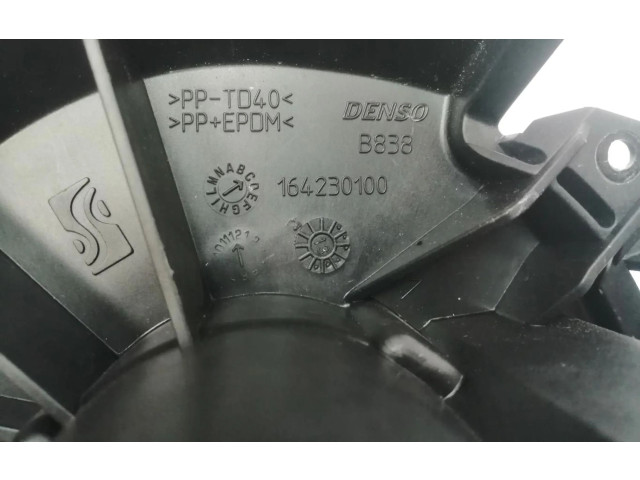 >PP-TD40<
>PP+EPDM<
DENSO
B838
164230100